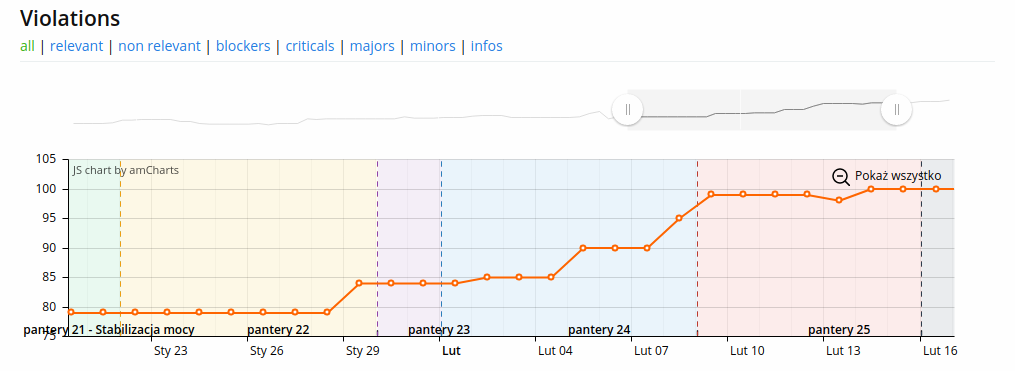 Violations
all | relevant | non relevant | blockers | criticals | majors | minors | infos
105
JS chart by amCharts
Pokaż wszystko
100
95
90
85
80
pantery 21 - Stabilizacja mocy
pantery 22
pantery 23
pantery 24
pantery 25
75
Sty 23
Sty 26
Sty 29
Lut
Lut 04
Lut 07
Lut 10
Lut 13
Lut 16